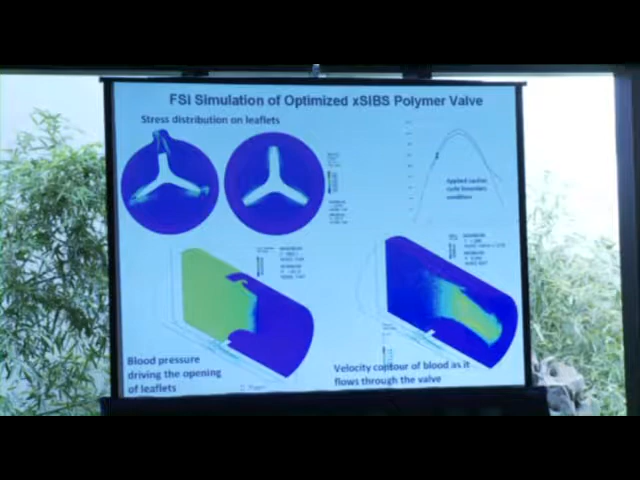 FSI Simulation of Optimized xSIBS Polymer Valve
Stress distribution on leaflets
Applied cardiac
cycle boundary
condition
Blood pressure
driving the opening
of leaflets
Velocity contour of blood as it
flows through the valve